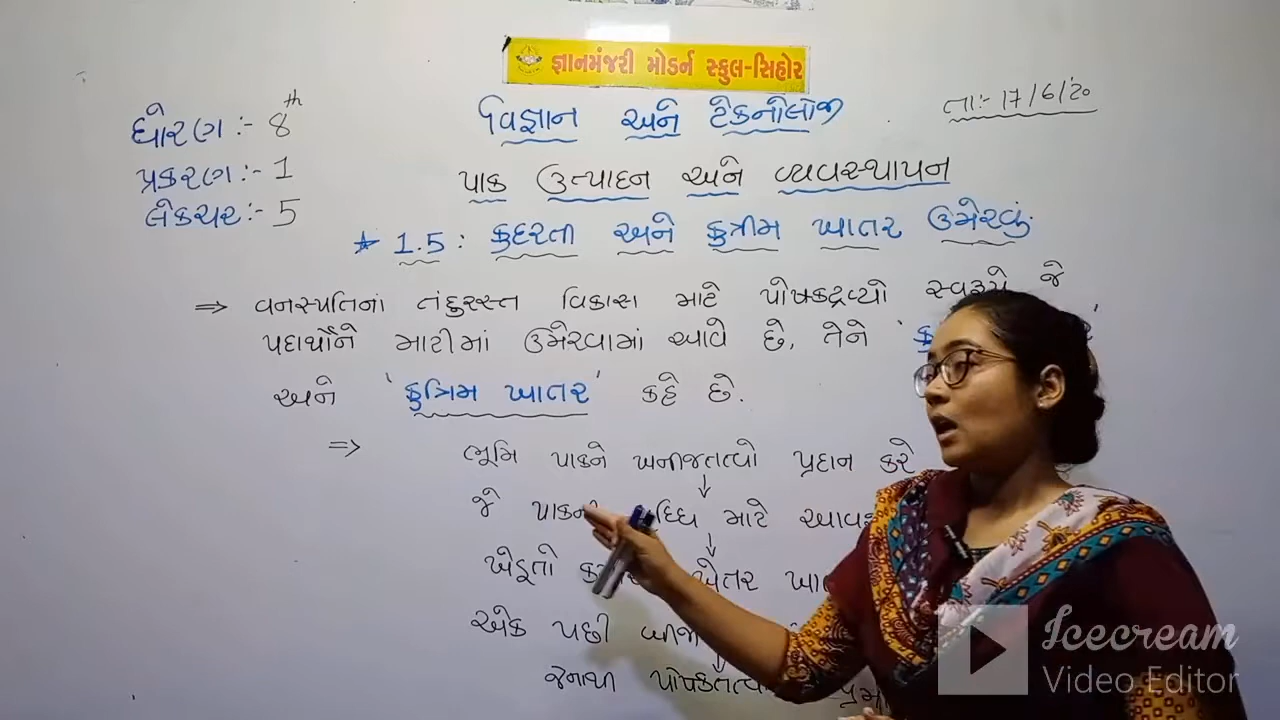 જ્ઞાનમંજરી મોડર્ન સ્કુલ-સિહોર
ધોરણ :- 8th
વિજ્ઞાન અને ટેકનોલોજી
તા:- 17/6/20
પ્રકરણ :- 1
પાક ઉત્પાદન અને વ્યવસ્થાપન
લેકચર :- 5
★ 1.5 : કુદરતી અને કુત્રીમ ખાતર ઉમેરવું.
⇒ વનસ્પતિનાં તંદુરસ્ત વિકાસ માટે પોષકદ્રવ્યો સ્વરૂપે જે
પદાર્થોને માટીમાં ઉમેરવામાં આવે છે, તેને '
અને 'કુત્રિમ ખાતર' કહે છે.
⇒ ભૂમિ પાકને ખનીજતત્વો પ્રદાન કરે
↓
જે માટે
↓
ખેડૂતો ખેતર
એક પછી
↓
જેનાથી
Icecream
Video Editor